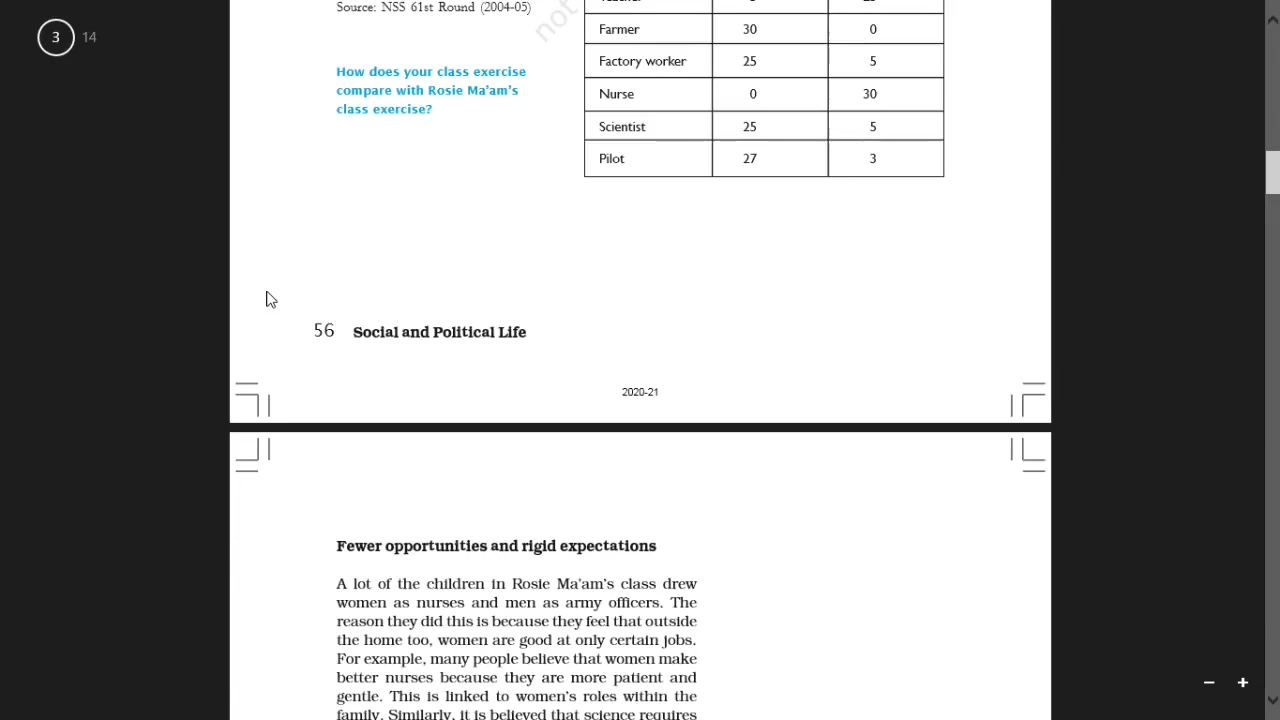 3 14
Source: NSS 61st Round (2004-05)
not
Farmer 30 0
How does your class exercise
compare with Rosie Ma'am's
class exercise?
Factory worker 25 5
Nurse 0 30
Scientist 25 5
Pilot 27 3
56 Social and Political Life
2020-21
Fewer opportunities and rigid expectations
A lot of the children in Rosie Ma'am's class drew
women as nurses and men as army officers. The
reason they did this is because they feel that outside
the home too, women are good at only certain jobs.
For example, many people believe that women make
better nurses because they are more patient and
gentle. This is linked to women's roles within the
family. Similarly, it is believed that science requires